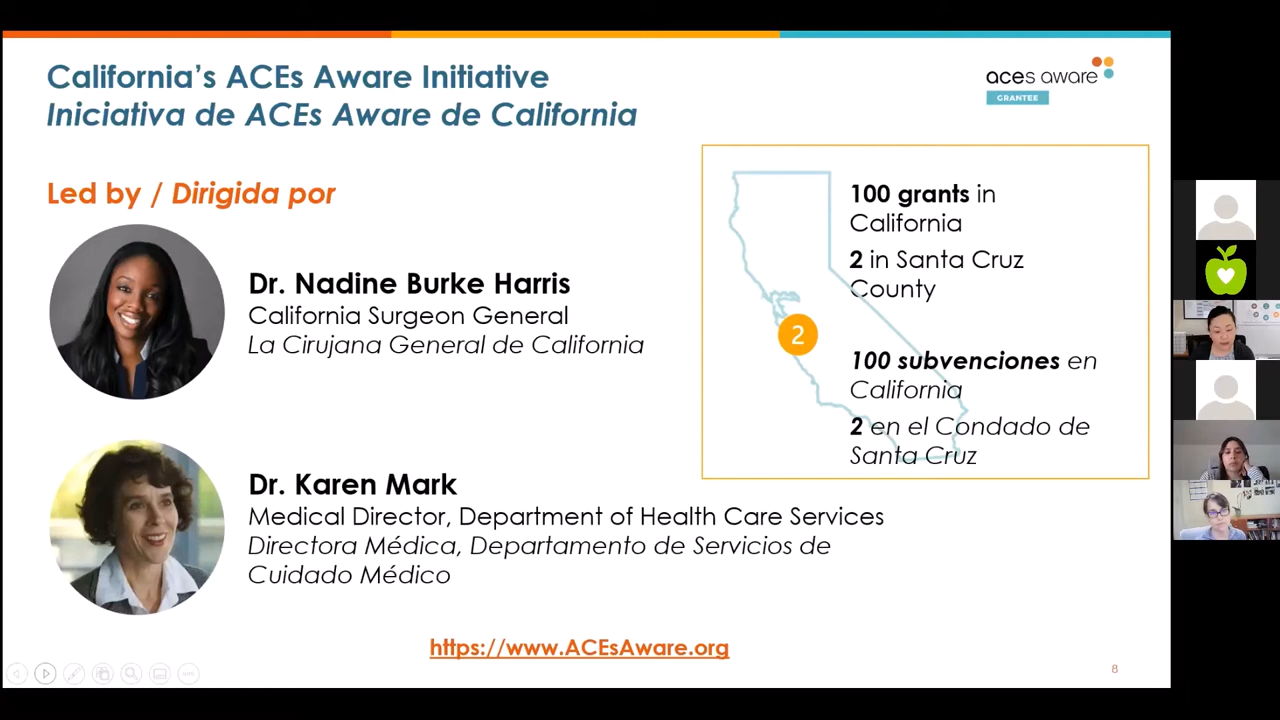 California's ACEs Aware Initiative
Iniciativa de ACEs Aware de California
aces aware
GRANTEE
Led by / Dirigida por
Dr. Nadine Burke Harris
California Surgeon General
La Cirujana General de California
100 grants in
California
2 in Santa Cruz
County
2
100 subvenciones en
California
2 en el Condado de
Santa Cruz
Dr. Karen Mark
Medical Director, Department of Health Care Services
Directora Médica, Departamento de Servicios de
Cuidado Médico
https://www.ACEsAware.org
8